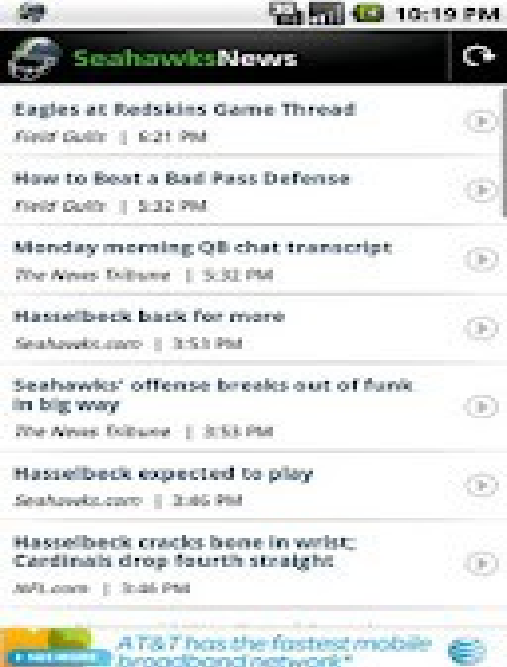 10:19 PM
SeahawksNews
Eagles at Redskins Game Thread
Field Gulls | 6:21 PM
How to Beat a Bad Pass Defense
Field Gulls | 5:32 PM
Monday morning QB chat transcript
The News Tribune | 5:32 PM
Hasselbeck back for more
Seahawks.com | 3:53 PM
Seahawks' offense breaks out of funk
in big way
The News Tribune | 3:53 PM
Hasselbeck expected to play
Seahawks.com | 3:46 PM
Hasselbeck cracks bone in wrist;
Cardinals drop fourth straight
NFL.com | 3:46 PM
AT&T has the fastest mobile
broadband network*